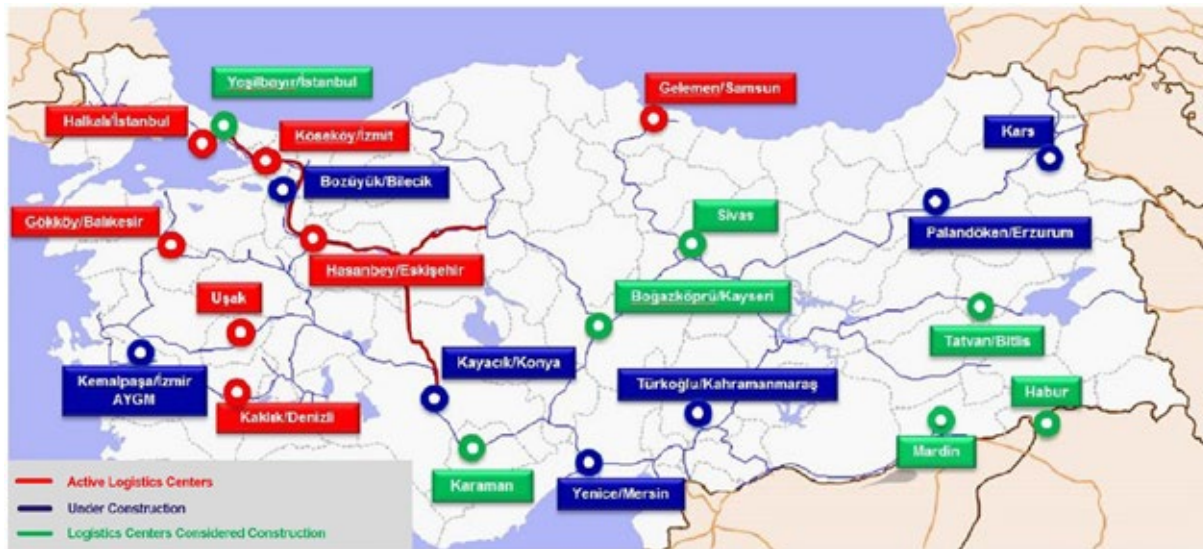 Yeşilbayır/İstanbul
Gelemen/Samsun
Halkalı/İstanbul
Köseköy/İzmit
Kars
Bozüyük/Bilecik
Gökköy/Balıkesir
Sivas
Palandöken/Erzurum
Hasanbey/Eskişehir
Boğazköprü/Kayseri
Uşak
Tatvan/Bitlis
Kayacık/Konya
Kemalpaşa/İzmir
AYGM
Türkoğlu/Kahramanmaraş
Habur
Kaklık/Denizli
Mardin
Karaman
Yenice/Mersin
Active Logistics Centers
Under Construction
Logistics Centers Considered Construction